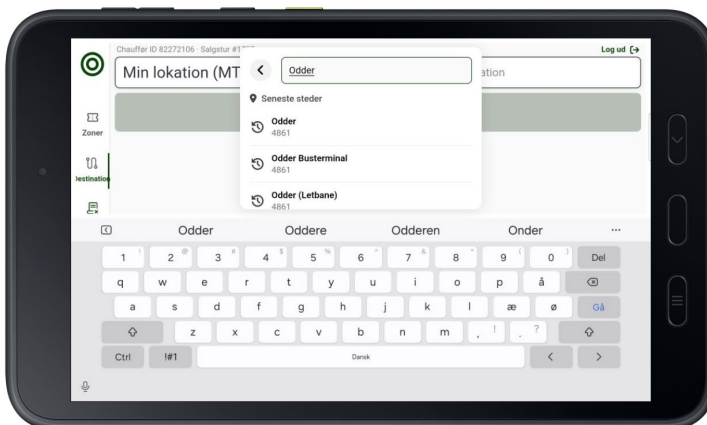 Chauffør ID 82272106 · Salgstur
Log ud
Min lokation (MT
Odder
Seneste steder
Odder
4861
Odder Busterminal
4861
Odder (Letbane)
4861
Zoner
Destination
Odder Oddere Odderen Onder ...
1 ! 2 @ 3 # 4 $ 5 % 6 ^ 7 & 8 * 9 ( 0 ) Del
q w e r t y u i o p å
a s d f g h j k l æ ø Gå
z x c v b n m , ! . ?
Ctrl !#1 Dansk < >